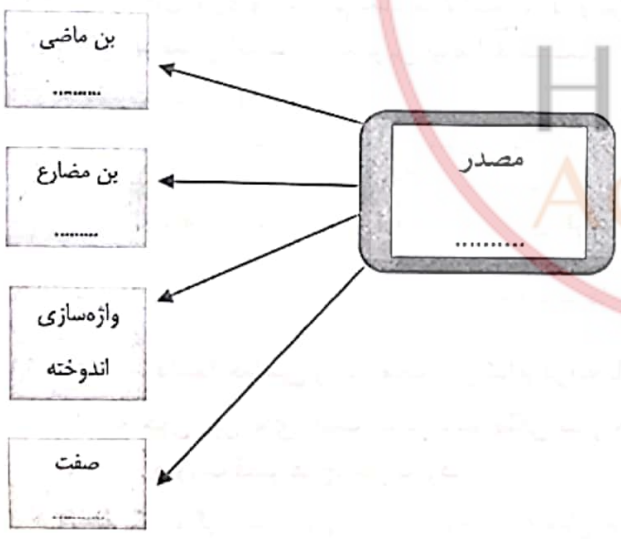 مصدر
..........
بن ماضی
.........
بن مضارع
.........
واژه‌سازی
اندوخته
صفت
.........
H